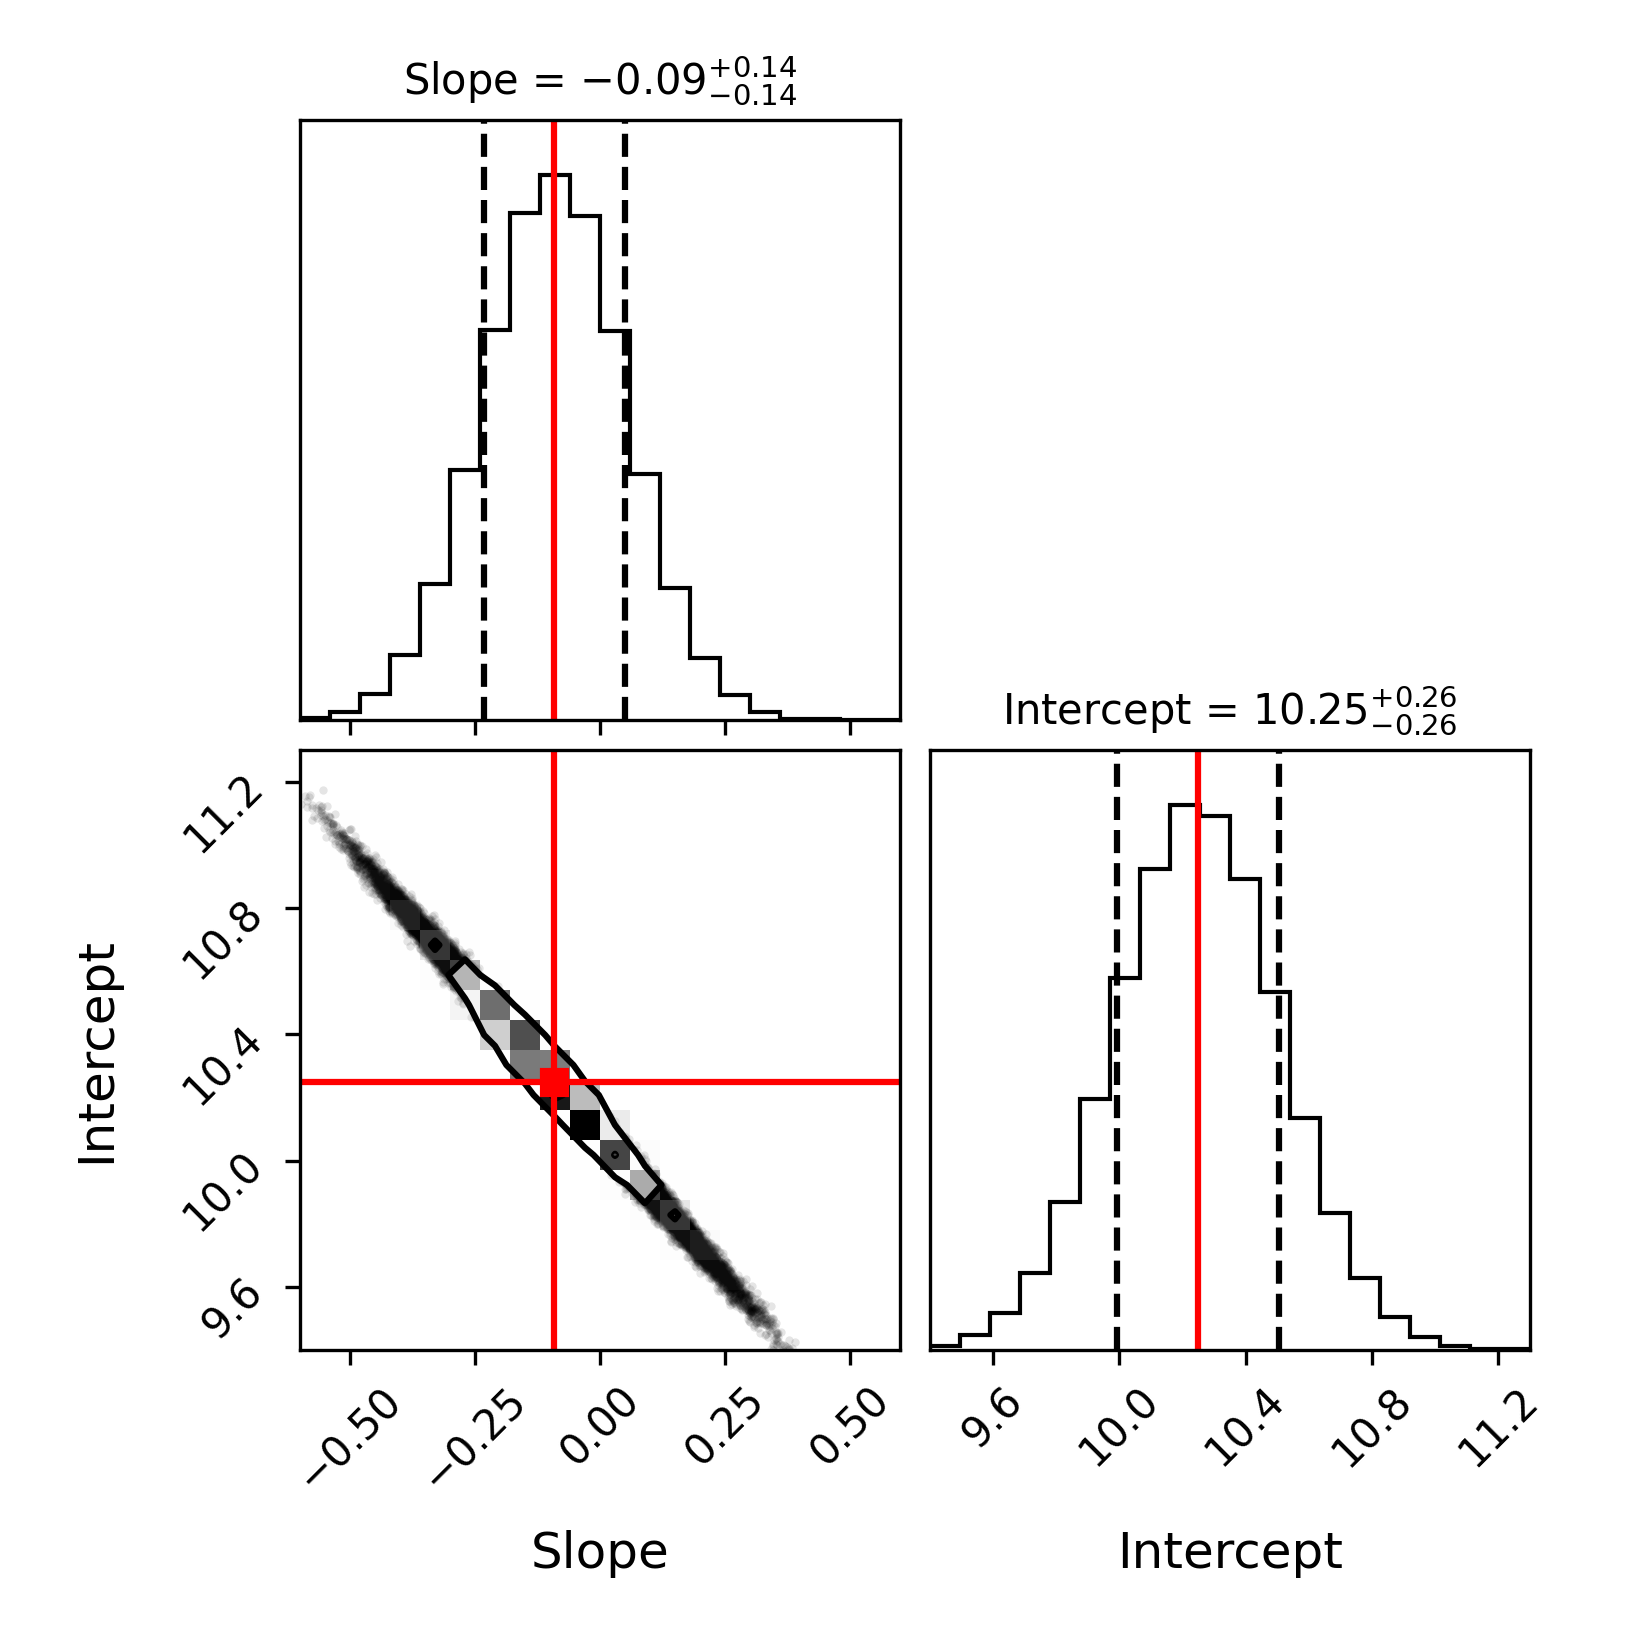 Slope = −0.09+0.14−0.14
Intercept = 10.25+0.26−0.26
11.2
10.8
10.4
10.0
9.6
Intercept
−0.50 −0.25 0.00 0.25 0.50
9.6 10.0 10.4 10.8 11.2
Slope
Intercept